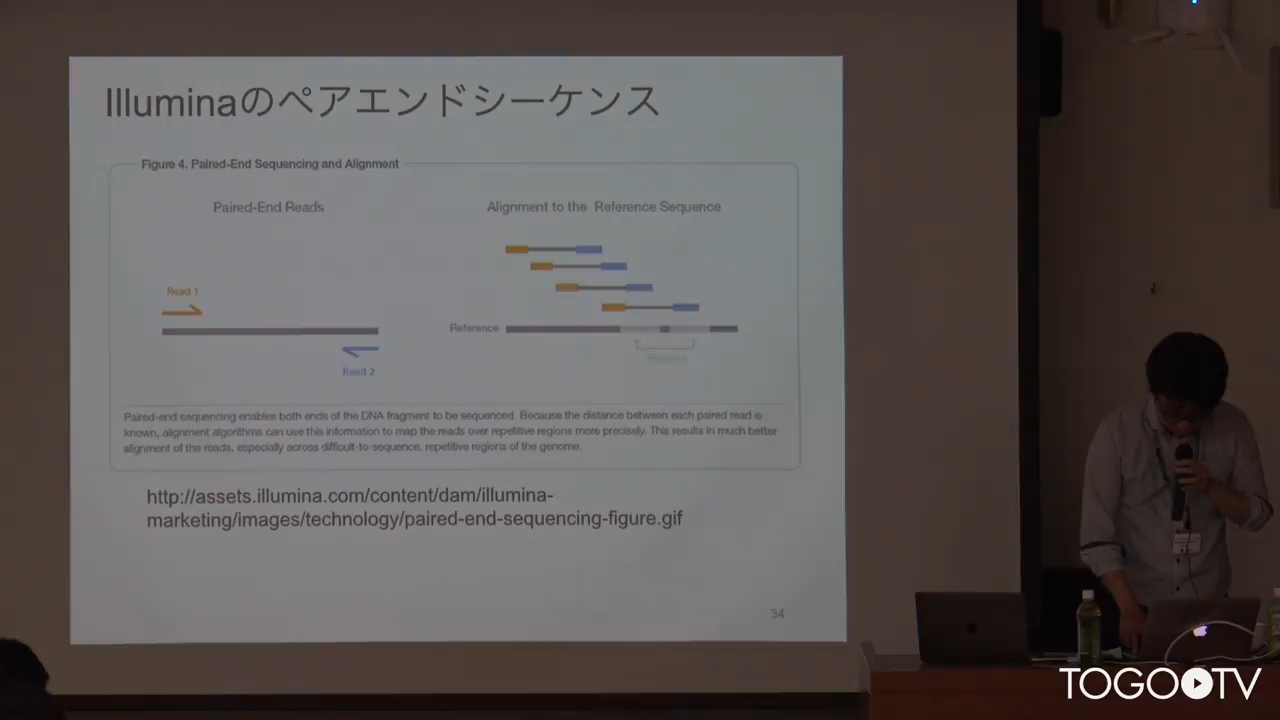 Illuminaのペアエンドシーケンス
Figure 4. Paired-End Sequencing and Alignment
Paired-End Reads
Alignment to the Reference Sequence
Read 1
Reference
Read 2
Paired-end sequencing enables both ends of the DNA fragment to be sequenced. Because the distance between each paired read is
known, alignment algorithms can use this information to map the reads over repetitive regions more precisely. This results in much better
alignment of the reads, especially across difficult-to-sequence, repetitive regions of the genome.
http://assets.illumina.com/content/dam/illumina-
marketing/images/technology/paired-end-sequencing-figure.gif
34
TOGOTV